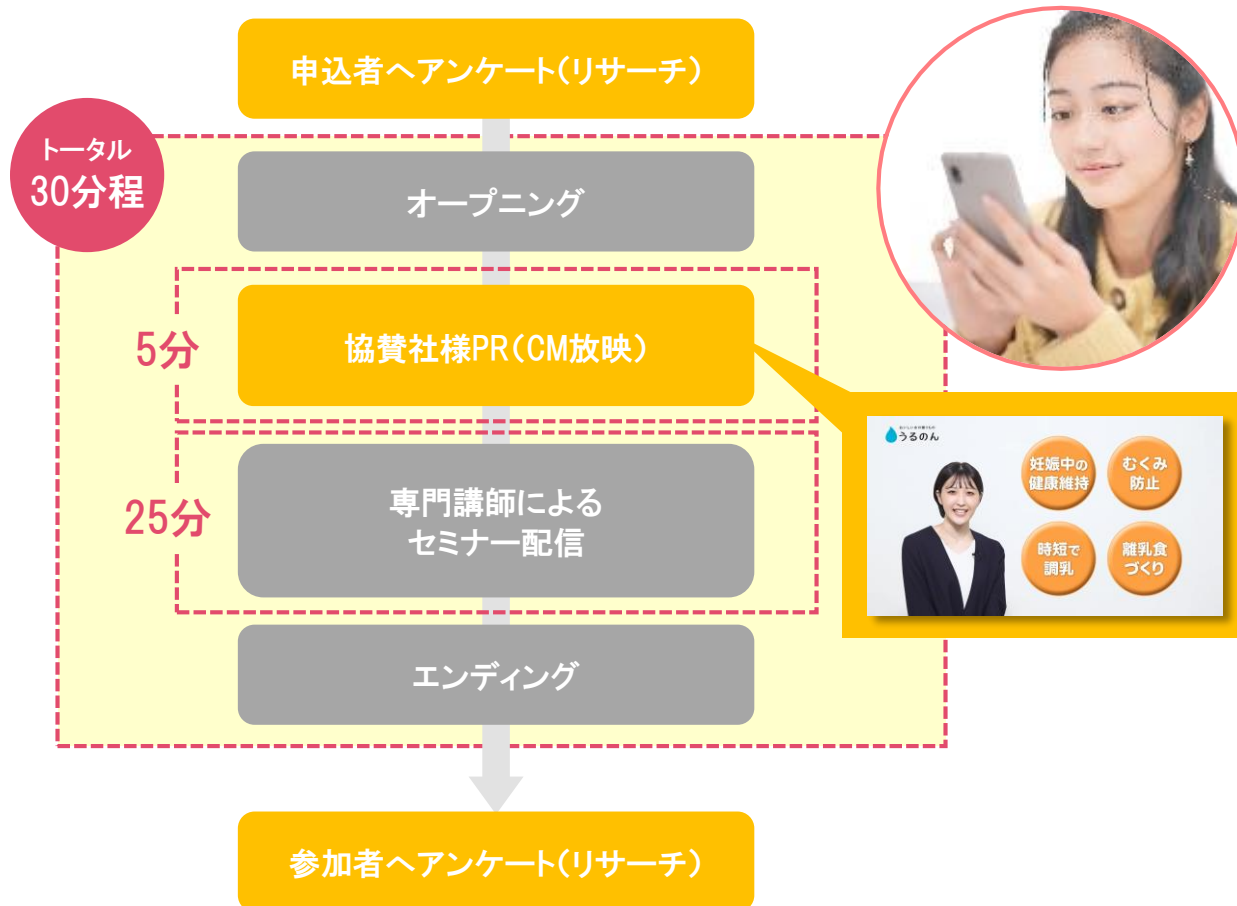 申込者へアンケート(リサーチ)
トータル
30分程
オープニング
5分
協賛社様PR(CM放映)
うるのん
妊娠中の
健康維持
むくみ
防止
時短で
調乳
離乳食
づくり
25分
専門講師による
セミナー配信
エンディング
参加者へアンケート(リサーチ)